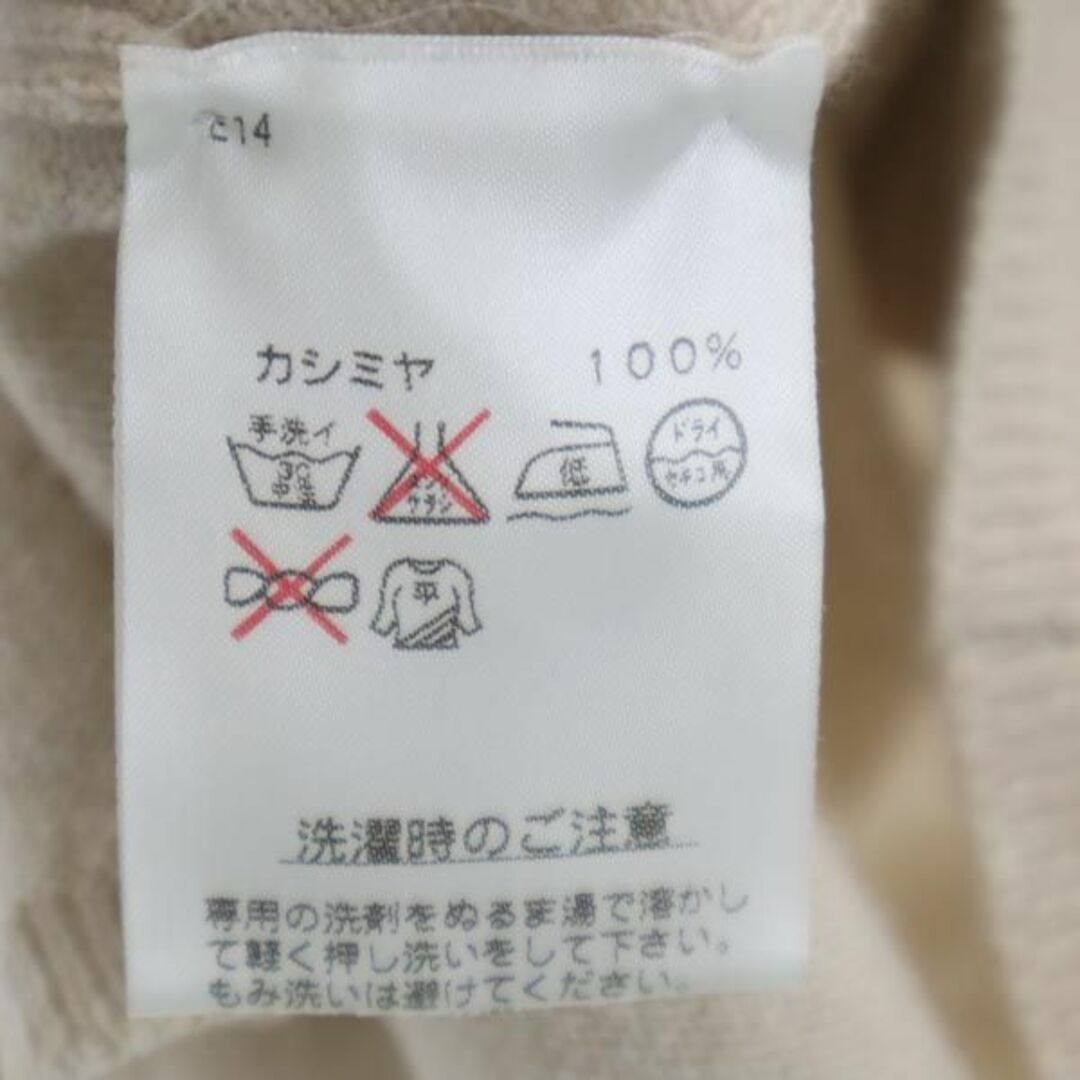 C14
カシミヤ 100%
手洗イ
30
中性
エンソ
サラシ
低
ドライ
セキユ系
平
洗濯時のご注意
専用の洗剤をぬるま湯で溶かし
て軽く押し洗いをして下さい。
もみ洗いは避けてください。